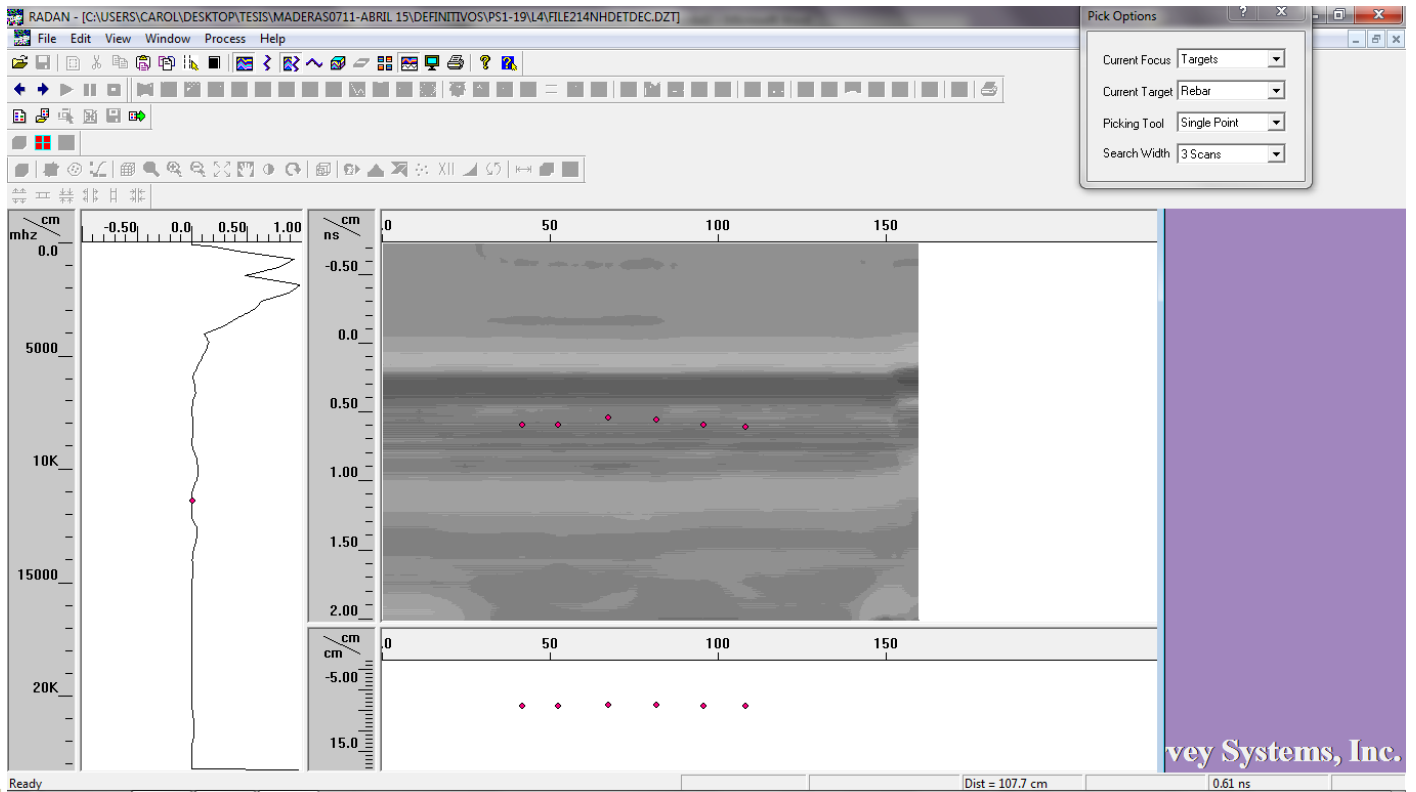 RADAN - [C:\USERS\CAROL\DESKTOP\TESIS\MADERAS0711-ABRIL 15\DEFINITIVOS\PS1-19\L4\FILE214NHDETDEC.DZT]
Pick Options
File Edit View Window Process Help
Current Focus Targets
Current Target Rebar
Picking Tool Single Point
Search Width 3 Scans
XII
cm
mhz
-0.50 0.0 0.50 1.00
cm
ns
.0 50 100 150
0.0
5000
10K
15000
20K
-0.50
0.0
0.50
1.00
1.50
2.00
cm
cm
.0 50 100 150
-5.00
15.0
vey Systems, Inc.
Ready
Dist = 107.7 cm
0.61 ns